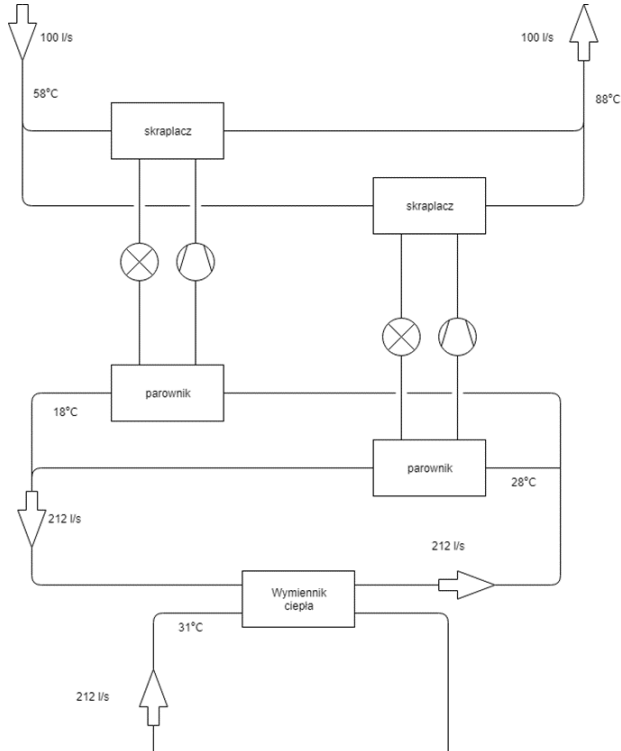 100 l/s
100 l/s
58°C
88°C
skraplacz
skraplacz
parownik
18°C
parownik
28°C
212 l/s
212 l/s
Wymiennik
ciepła
31°C
212 l/s